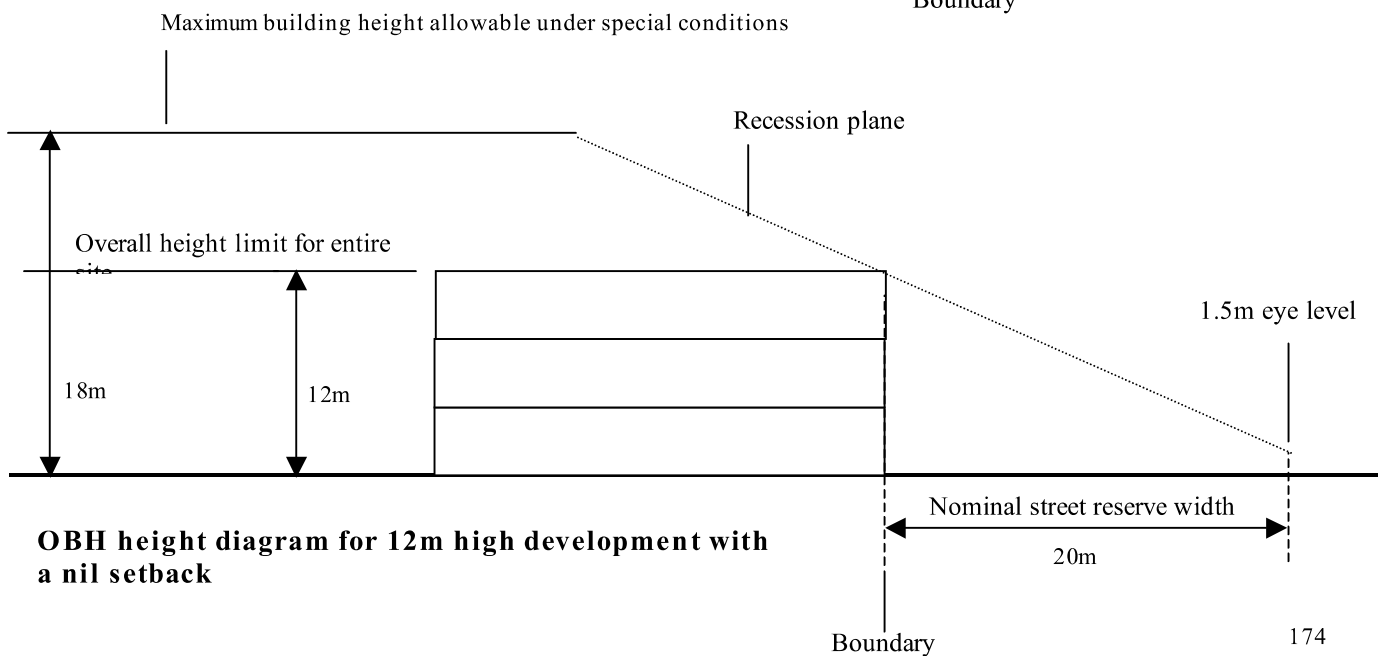 Boundary
Maximum building height allowable under special conditions
Recession plane
Overall height limit for entire
site
1.5m eye level
18m
12m
Nominal street reserve width
20m
OBH height diagram for 12m high development with
a nil setback
Boundary
174